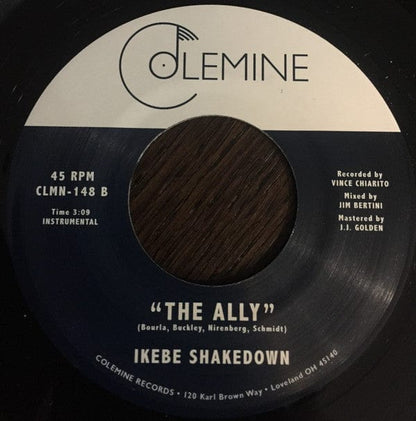 COLEMINE
45 RPM
CLMN-148 B
Time 3:09
INSTRUMENTAL
Recorded by
VINCE CHIARITO
Mixed by
JIM BERTINI
Mastered by
J.J. GOLDEN
"THE ALLY"
(Bourla, Buckley, Nirenberg, Schmidt)
IKEBE SHAKEDOWN
COLEMINE RECORDS • 120 Karl Brown Way • Loveland OH 45140